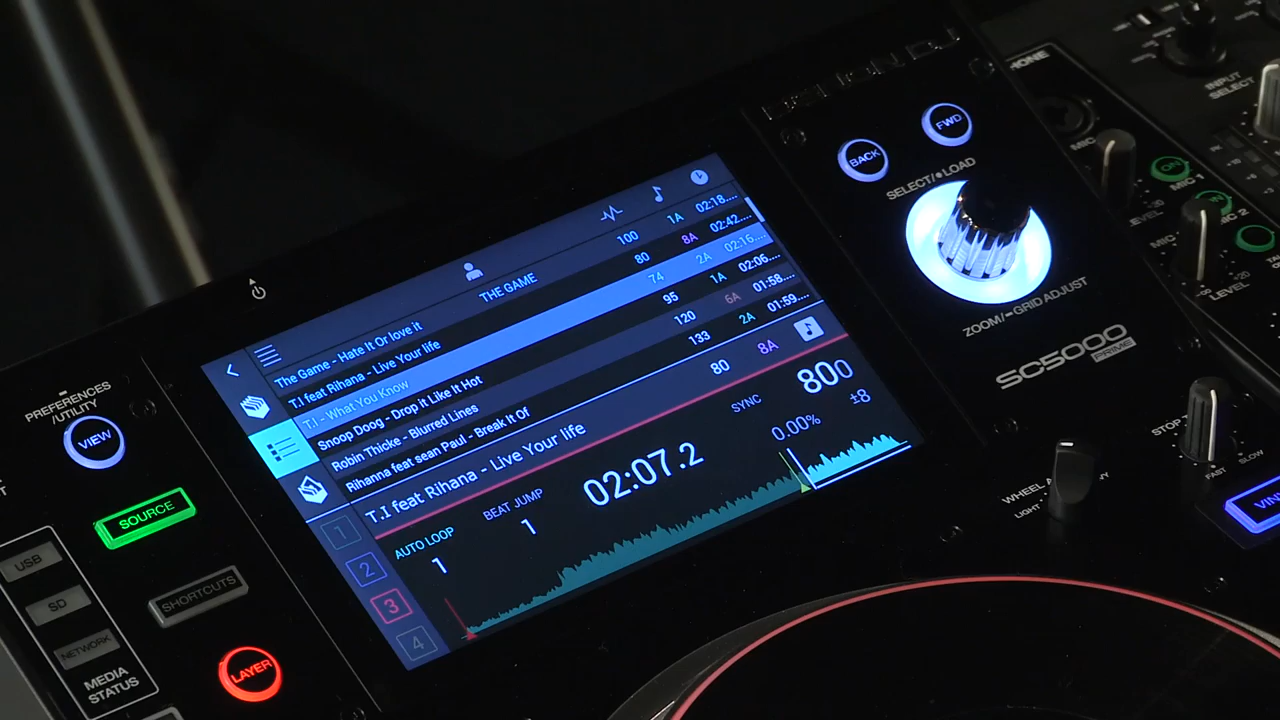 DENON DJ
BACK
FWD
SELECT/●LOAD
ZOOM/━GRID ADJUST
SC5000
PRIME
INPUT
SELECT
MIC
ON
MIC 1
LEVEL
MIC 2
LEVEL
PREFERENCES
/UTILITY
VIEW
SOURCE
SHORTCUTS
LAYER
USB
SD
NETWORK
MEDIA
STATUS
THE GAME
The Game - Hate It Or love it 100 1A 02:18....
T.I feat Rihana - Live Your life 80 8A 02:42....
T.I - What You Know 74 2A 02:16....
Snoop Doog - Drop it Like It Hot 95 1A 02:06....
Robin Thicke - Blurred Lines 120 6A 01:58....
Rihanna feat sean Paul - Break It Of 133 2A 01:59....
T.I feat Rihana - Live Your life 80 8A
1
2
3
4
AUTO LOOP
1
BEAT JUMP
1
02:07.2
SYNC
800
0.00%
±8
WHEEL
LIGHT
STOP
FAST
SLOW